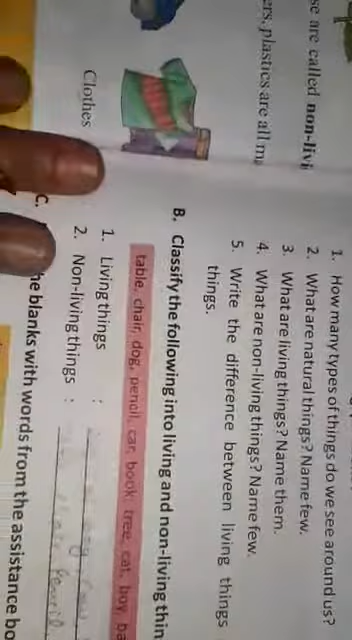 se are called non-livi
ers, plastics are all ma
Clothes
1. How many types of things do we see around us?
2. What are natural things? Name few.
3. What are living things? Name them.
4. What are non-living things? Name few.
5. Write the difference between living things
things.
B. Classify the following into living and non-living thin
table, chair, dog, pencil, car, book, tree, cat, boy, ba
1. Living things :
2. Non-living things :
C.
he blanks with words from the assistance bo